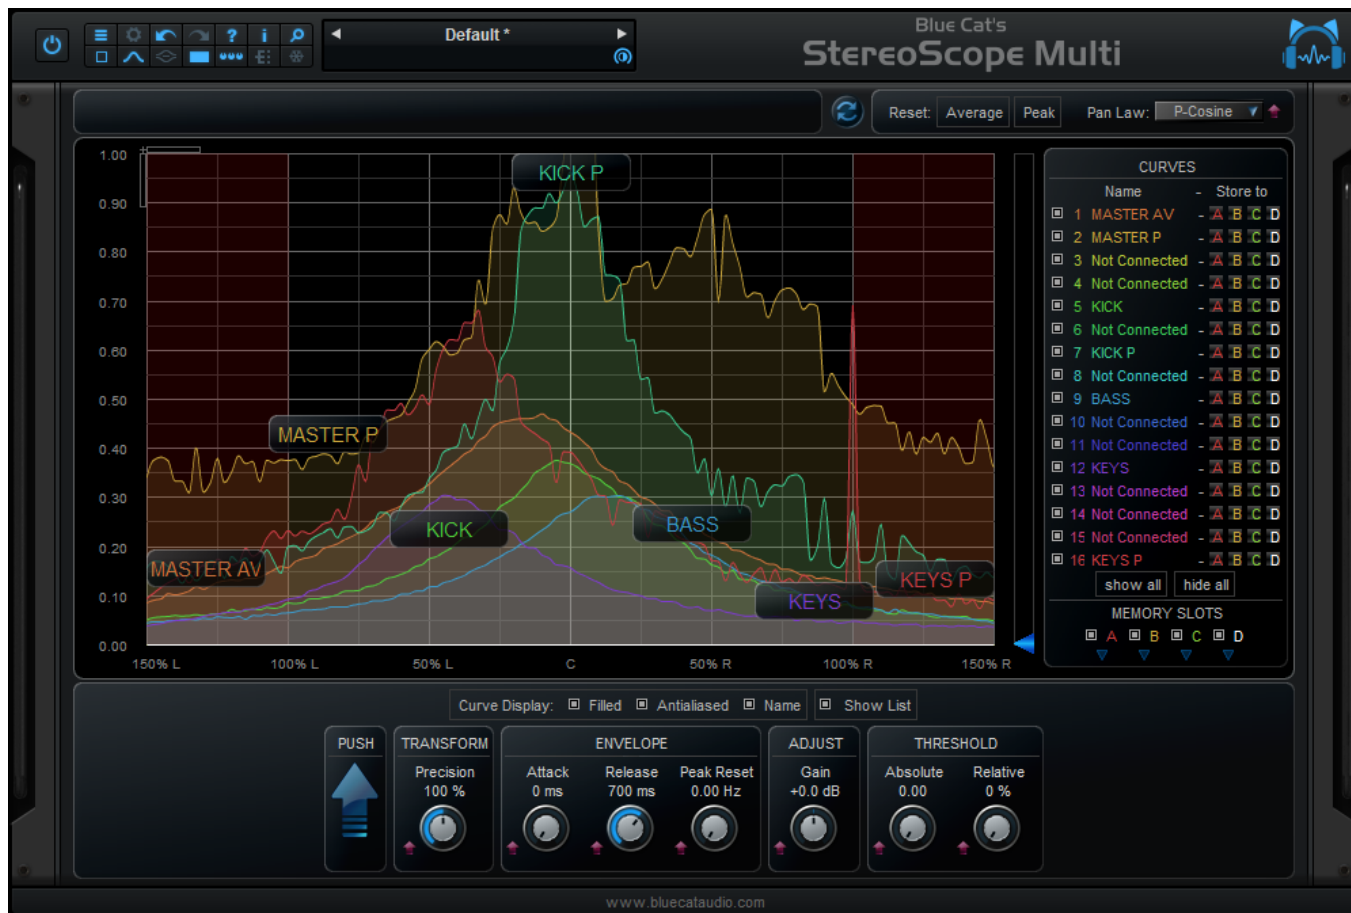 Blue Cat's
StereoScope Multi
? i
Default *
Reset: Average Peak Pan Law: P-Cosine
1.00
0.90
0.80
0.70
0.60
0.50
0.40
0.30
0.20
0.10
0.00
150% L 100% L 50% L C 50% R 100% R 150% R
KICK P
MASTER P
KICK
BASS
MASTER AV
KEYS P
KEYS
CURVES
Name - Store to
1 MASTER AV - A B C D
2 MASTER P - A B C D
3 Not Connected - A B C D
4 Not Connected - A B C D
5 KICK - A B C D
6 Not Connected - A B C D
7 KICK P - A B C D
8 Not Connected - A B C D
9 BASS - A B C D
10 Not Connected - A B C D
11 Not Connected - A B C D
12 KEYS - A B C D
13 Not Connected - A B C D
14 Not Connected - A B C D
15 Not Connected - A B C D
16 KEYS P - A B C D
show all hide all
MEMORY SLOTS
A B C D
Curve Display: Filled Antialiased Name Show List
PUSH TRANSFORM ENVELOPE ADJUST THRESHOLD
Precision Attack Release Peak Reset Gain Absolute Relative
100 % 0 ms 700 ms 0.00 Hz +0.0 dB 0.00 0 %
www.bluecataudio.com